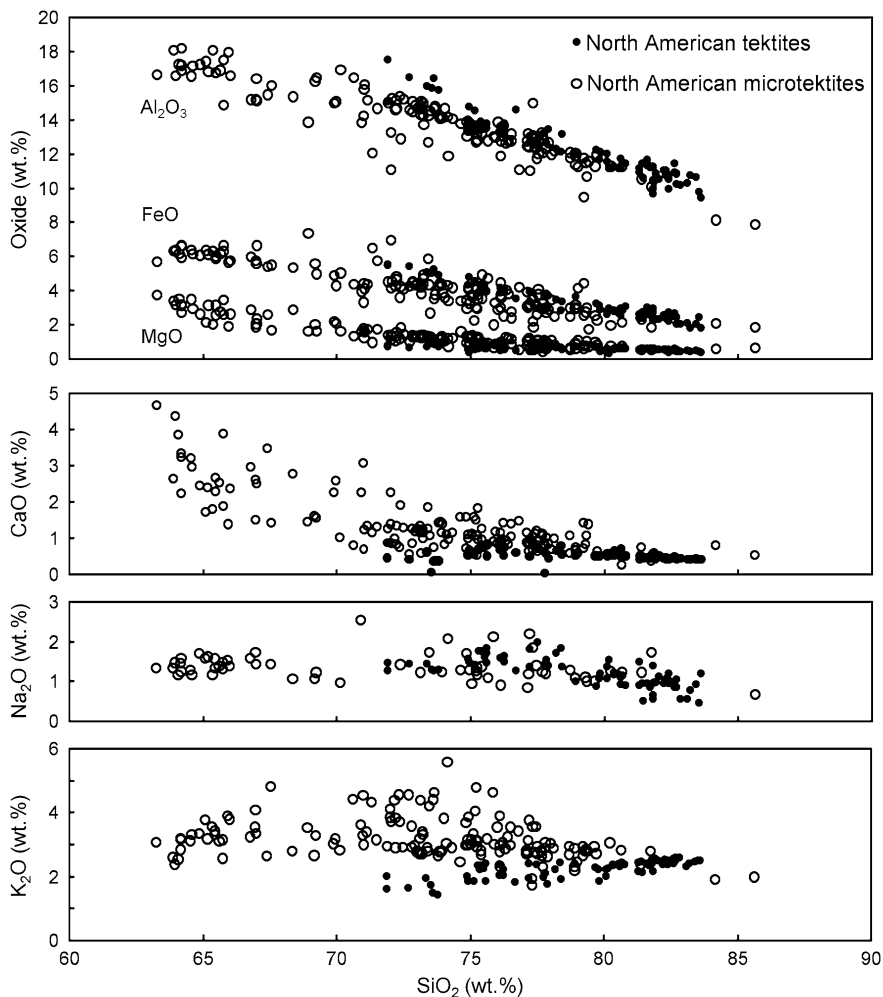 20
18
16
14
12
10
8
6
4
2
0
Oxide (wt.%)
North American tektites
North American microtektites
Al₂O₃
FeO
MgO
5
4
3
2
1
0
CaO (wt.%)
3
2
1
0
Na₂O (wt.%)
6
4
2
0
K₂O (wt.%)
60 65 70 75 80 85 90
SiO₂ (wt.%)